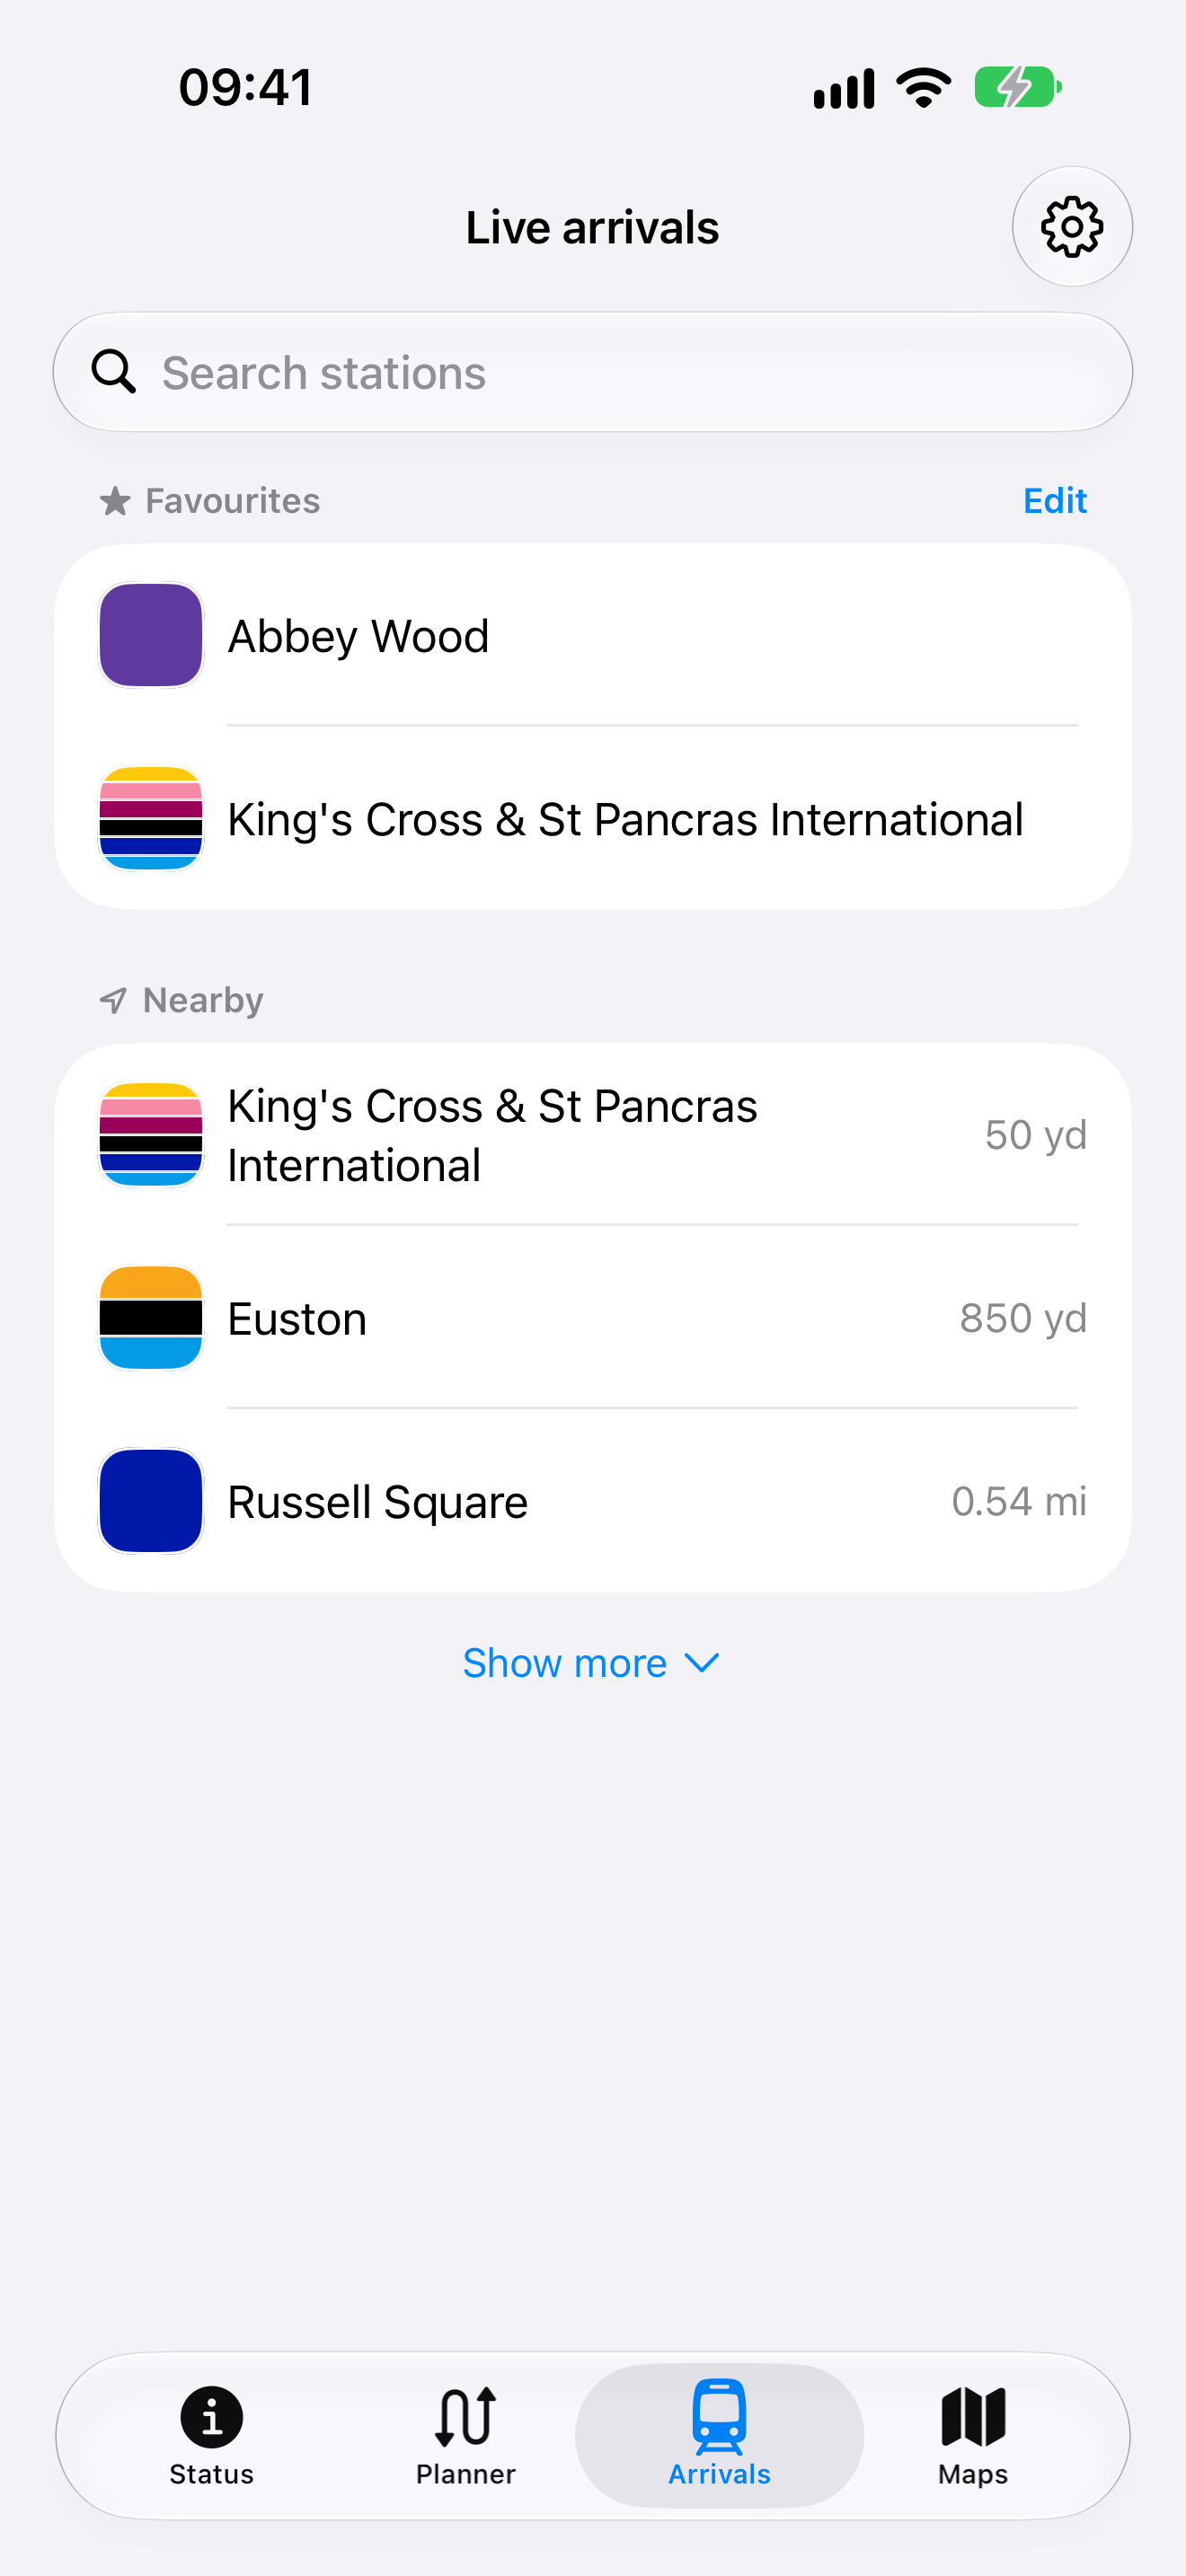 09:41
Live arrivals
Search stations
Favourites
Edit
Abbey Wood
King's Cross & St Pancras International
Nearby
King's Cross & St Pancras
International
50 yd
Euston
850 yd
Russell Square
0.54 mi
Show more
Status
Planner
Arrivals
Maps